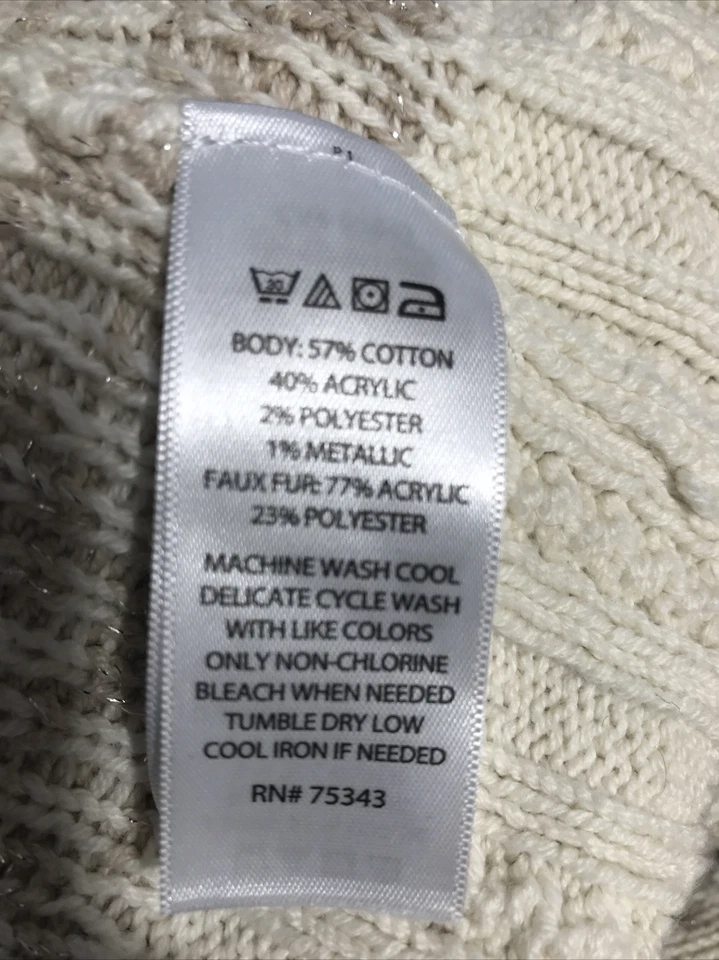 30
BODY: 57% COTTON
40% ACRYLIC
2% POLYESTER
1% METALLIC
FAUX FUR: 77% ACRYLIC
23% POLYESTER
MACHINE WASH COOL
DELICATE CYCLE WASH
WITH LIKE COLORS
ONLY NON-CHLORINE
BLEACH WHEN NEEDED
TUMBLE DRY LOW
COOL IRON IF NEEDED
RN# 75343